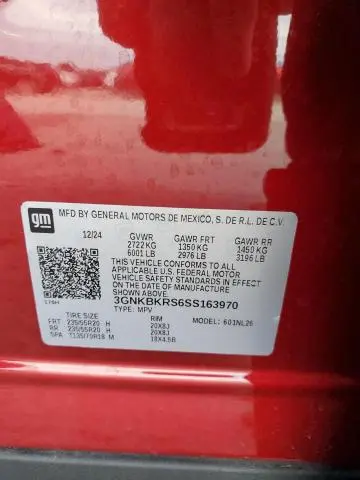 gm
MFD BY GENERAL MOTORS DE MEXICO, S. DE R.L. DE C.V.
12/24 GVWR GAWR FRT GAWR RR
2722 KG 1350 KG 1450 KG
6001 LB 2976 LB 3196 LB
THIS VEHICLE CONFORMS TO ALL
APPLICABLE U.S. FEDERAL MOTOR
VEHICLE SAFETY STANDARDS IN EFFECT
ON THE DATE OF MANUFACTURE
SHOWN ABOVE.
3GNKBKRS6SS163970
TYPE: MPV MODEL: 601NL26
TIRE SIZE RIM
FRT 235/55R20 H 20X8J
RR 235/55R20 H 20X8J
SPA T135/70R18 M 18X4.5B